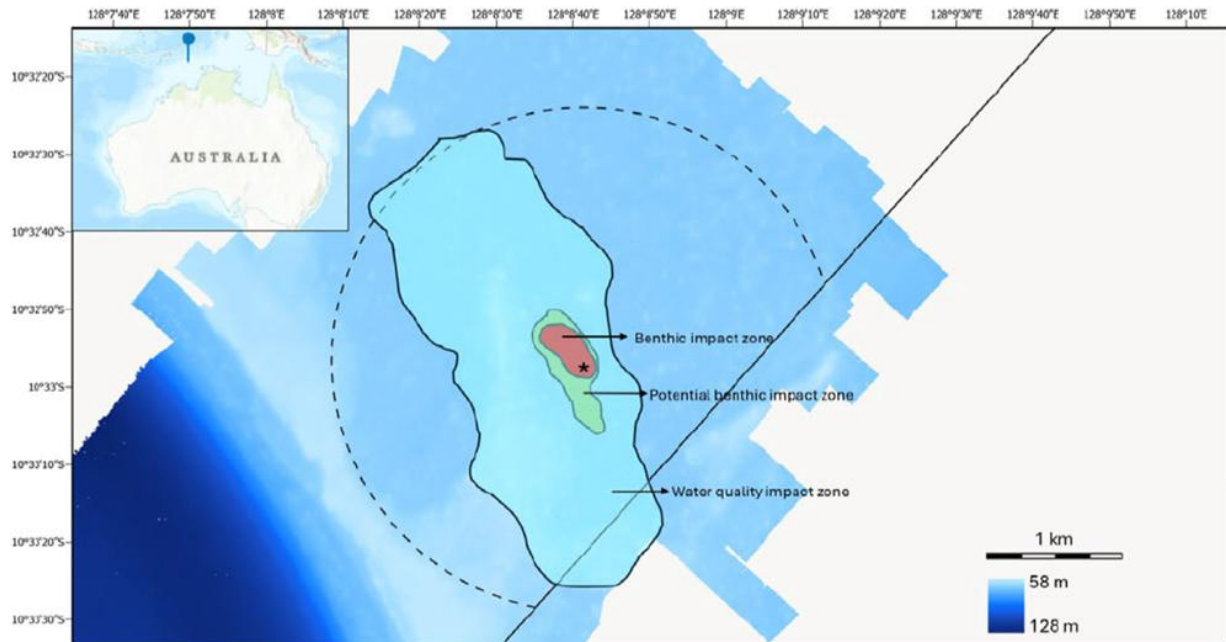 128°7'40"E 128°7'50"E 128°8'E 128°8'10"E 128°8'20"E 128°8'30"E 128°8'40"E 128°8'50"E 128°9'E 128°9'10"E 128°9'20"E 128°9'30"E 128°9'40"E 128°9'50"E 128°10'E
10°32'20"S
10°32'30"S
AUSTRALIA
10°32'40"S
10°32'50"S
Benthic impact zone
10°33'S
Potential benthic impact zone
10°33'10"S
Water quality impact zone
10°33'20"S
1 km
58 m
10°33'30"S
128 m